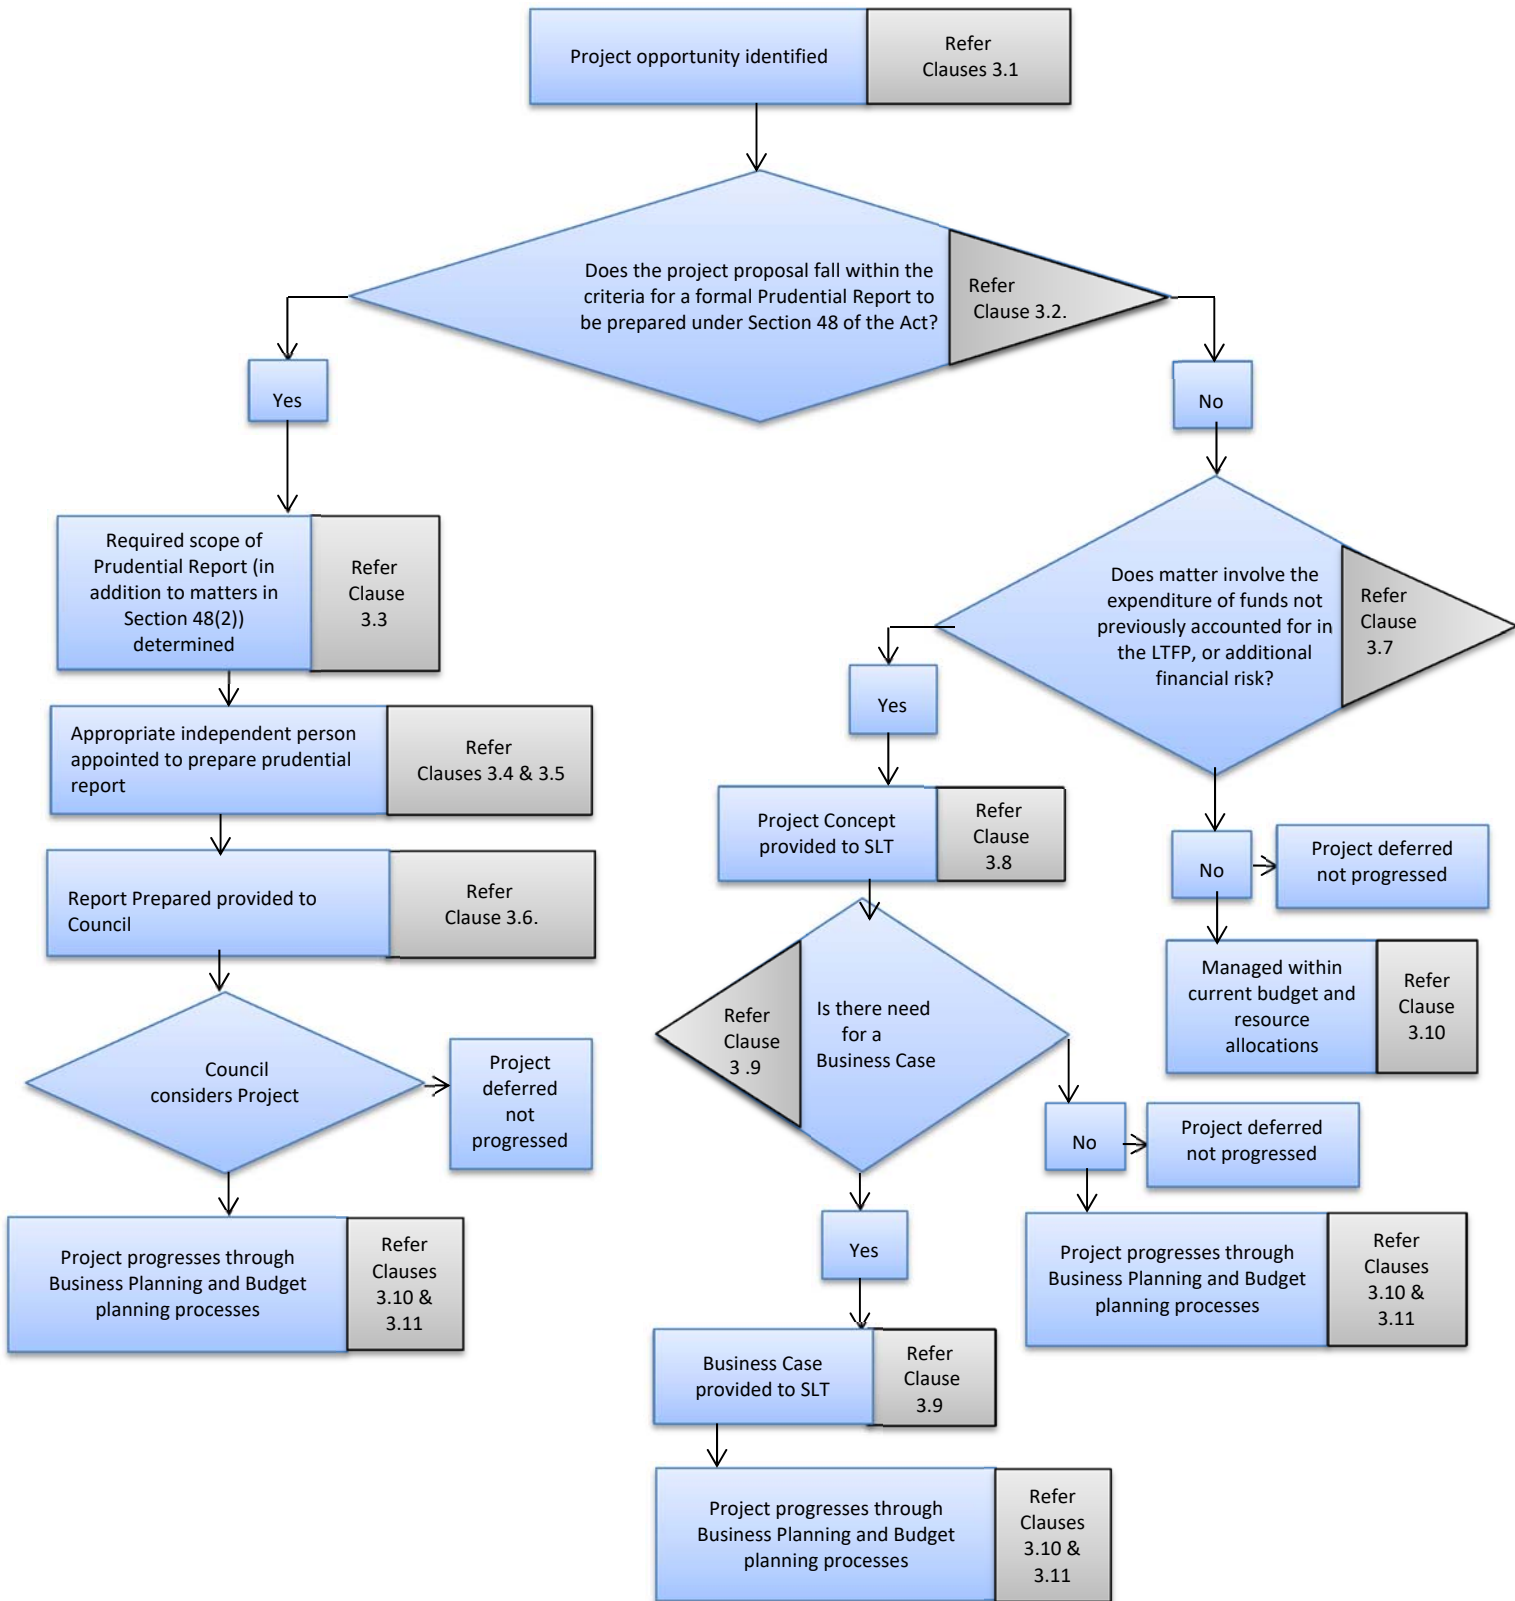 Project opportunity identified
Refer
Clauses 3.1
Does the project proposal fall within the
criteria for a formal Prudential Report to
be prepared under Section 48 of the Act?
Refer
Clause 3.2.
Yes
No
Required scope of
Prudential Report (in
addition to matters in
Section 48(2))
determined
Refer
Clause
3.3
Does matter involve the
expenditure of funds not
previously accounted for in
the LTFP, or additional
financial risk?
Refer
Clause
3.7
Yes
Appropriate independent person
appointed to prepare prudential
report
Refer
Clauses 3.4 & 3.5
Project Concept
provided to SLT
Refer
Clause
3.8
No
Project deferred
not progressed
Report Prepared provided to
Council
Refer
Clause 3.6.
Managed within
current budget and
resource
allocations
Refer
Clause
3.10
Refer
Clause
3 .9
Is there need
for a
Business Case
Council
considers Project
Project
deferred
not
progressed
No
Project deferred
not progressed
Yes
Project progresses through
Business Planning and Budget
planning processes
Refer
Clauses
3.10 &
3.11
Project progresses through
Business Planning and Budget
planning processes
Refer
Clauses
3.10 &
3.11
Business Case
provided to SLT
Refer
Clause
3.9
Project progresses through
Business Planning and Budget
planning processes
Refer
Clauses
3.10 &
3.11